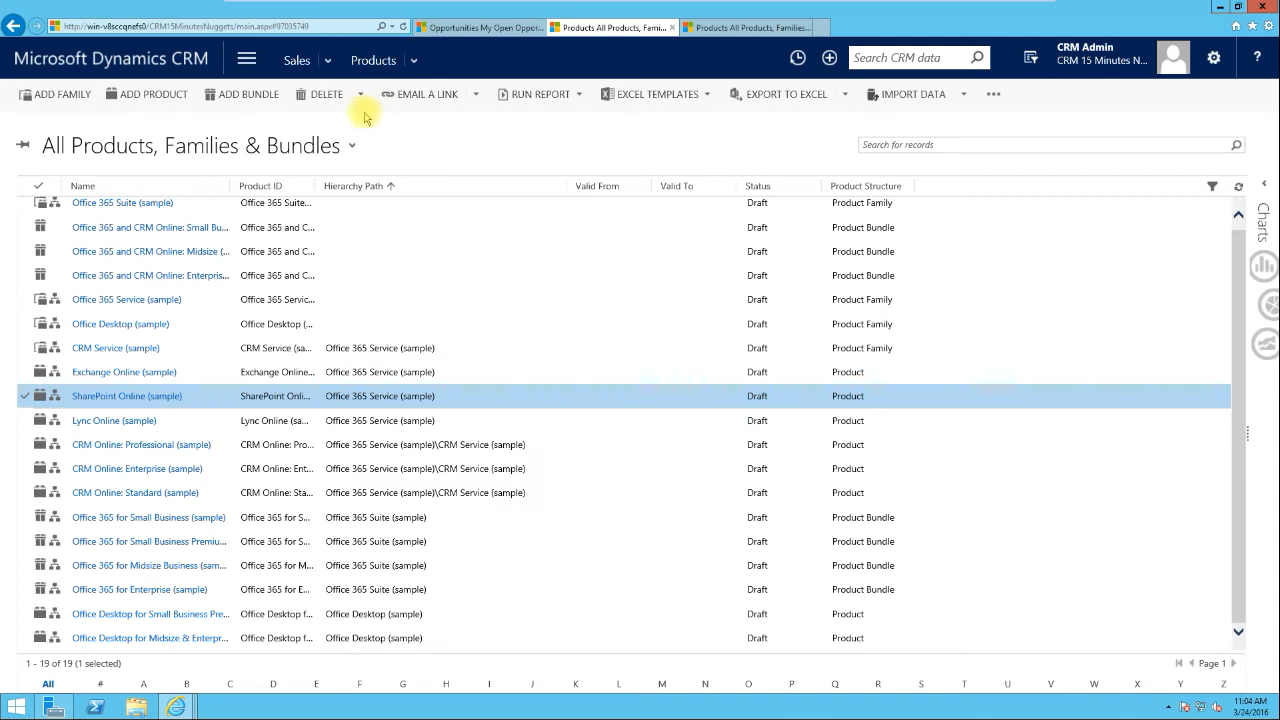 http://win-v8sccqnefs0/CRM15MinutesNuggets/main.aspx#97035749
Opportunities My Open Oppor...
Products All Products, Fami...
Products All Products, Families...
Microsoft Dynamics CRM
Sales
Products
Search CRM data
CRM Admin
CRM 15 Minutes N...
?
ADD FAMILY
ADD PRODUCT
ADD BUNDLE
DELETE
EMAIL A LINK
RUN REPORT
EXCEL TEMPLATES
EXPORT TO EXCEL
IMPORT DATA
All Products, Families & Bundles
Search for records
Name Product ID Hierarchy Path Valid From Valid To Status Product Structure
Office 365 Suite (sample) Office 365 Suite... Draft Product Family
Office 365 and CRM Online: Small Bu... Office 365 and C... Draft Product Bundle
Office 365 and CRM Online: Midsize (... Office 365 and C... Draft Product Bundle
Office 365 and CRM Online: Enterpris... Office 365 and C... Draft Product Bundle
Office 365 Service (sample) Office 365 Servic... Draft Product Family
Office Desktop (sample) Office Desktop (... Draft Product Family
CRM Service (sample) CRM Service (sa... Office 365 Service (sample) Draft Product Family
Exchange Online (sample) Exchange Online... Office 365 Service (sample) Draft Product
SharePoint Online (sample) SharePoint Onli... Office 365 Service (sample) Draft Product
Lync Online (sample) Lync Online (sa... Office 365 Service (sample) Draft Product
CRM Online: Professional (sample) CRM Online: Pro... Office 365 Service (sample)\CRM Service (sample) Draft Product
CRM Online: Enterprise (sample) CRM Online: Ent... Office 365 Service (sample)\CRM Service (sample) Draft Product
CRM Online: Standard (sample) CRM Online: Sta... Office 365 Service (sample)\CRM Service (sample) Draft Product
Office 365 for Small Business (sample) Office 365 for S... Office 365 Suite (sample) Draft Product Bundle
Office 365 for Small Business Premiu... Office 365 for S... Office 365 Suite (sample) Draft Product Bundle
Office 365 for Midsize Business (sam... Office 365 for M... Office 365 Suite (sample) Draft Product Bundle
Office 365 for Enterprise (sample) Office 365 for E... Office 365 Suite (sample) Draft Product Bundle
Office Desktop for Small Business Pre... Office Desktop f... Office Desktop (sample) Draft Product
Office Desktop for Midsize & Enterpr... Office Desktop f... Office Desktop (sample) Draft Product
Charts
1 - 19 of 19 (1 selected)
Page 1
All # A B C D E F G H I J K L M N O P Q R S T U V W X Y Z
11:04 AM
3/24/2016